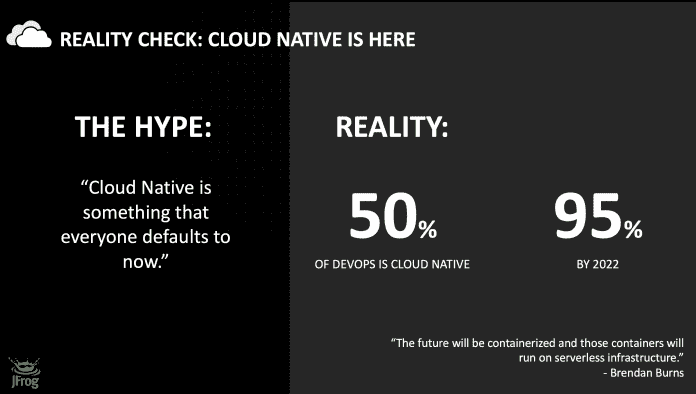 REALITY CHECK: CLOUD NATIVE IS HERE
THE HYPE:
“Cloud Native is
something that
everyone defaults to
now.”
REALITY:
50%
OF DEVOPS IS CLOUD NATIVE
95%
BY 2022
“The future will be containerized and those containers will
run on serverless infrastructure.”
- Brendan Burns
JFrog